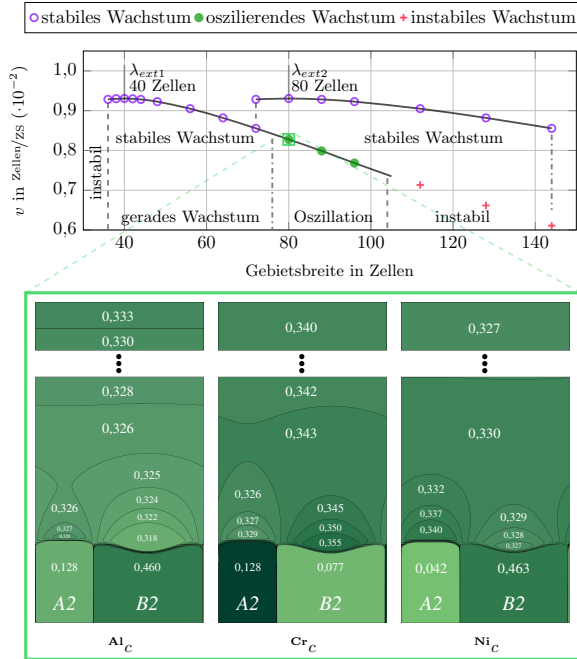 stabiles Wachstum oszilierendes Wachstum instabiles Wachstum
λext1
40 Zellen
λext2
80 Zellen
1,0
0,9
0,8
0,7
0,6
v in Zellen/zs (·10⁻²)
instabil
stabiles Wachstum
stabiles Wachstum
gerades Wachstum
Oszillation
instabil
40 60 80 100 120 140
Gebietsbreite in Zellen
0,333
0,330
0,328
0,326
0,325
0,324
0,322
0,318
0,326
0,327
0,128
0,460
A2
B2
Al c
0,340
0,342
0,343
0,326
0,327
0,329
0,345
0,350
0,355
0,128
0,077
A2
B2
Cr c
0,327
0,330
0,332
0,337
0,340
0,329
0,328
0,327
0,042
0,463
A2
B2
Ni c